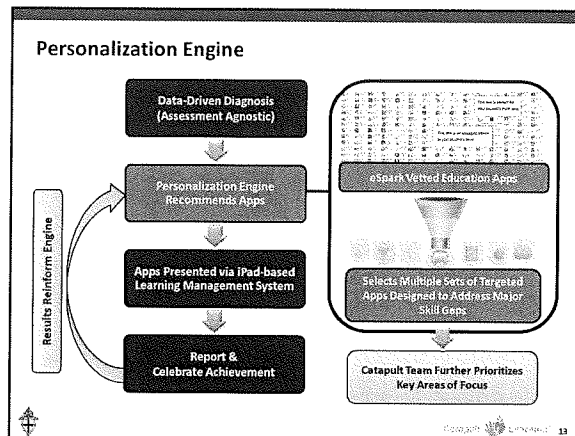 Personalization Engine
Data-Driven Diagnosis
(Assessment Agnostic)
Personalization Engine
Recommends Apps
Apps Presented via iPad-based
Learning Management System
Report &
Celebrate Achievement
Results Reinform Engine
eSpark Vetted Education Apps
Selects Multiple Sets of Targeted
Apps Designed to Address Major
Skill Gaps
Catapult Team Further Prioritizes
Key Areas of Focus
Catapult
13